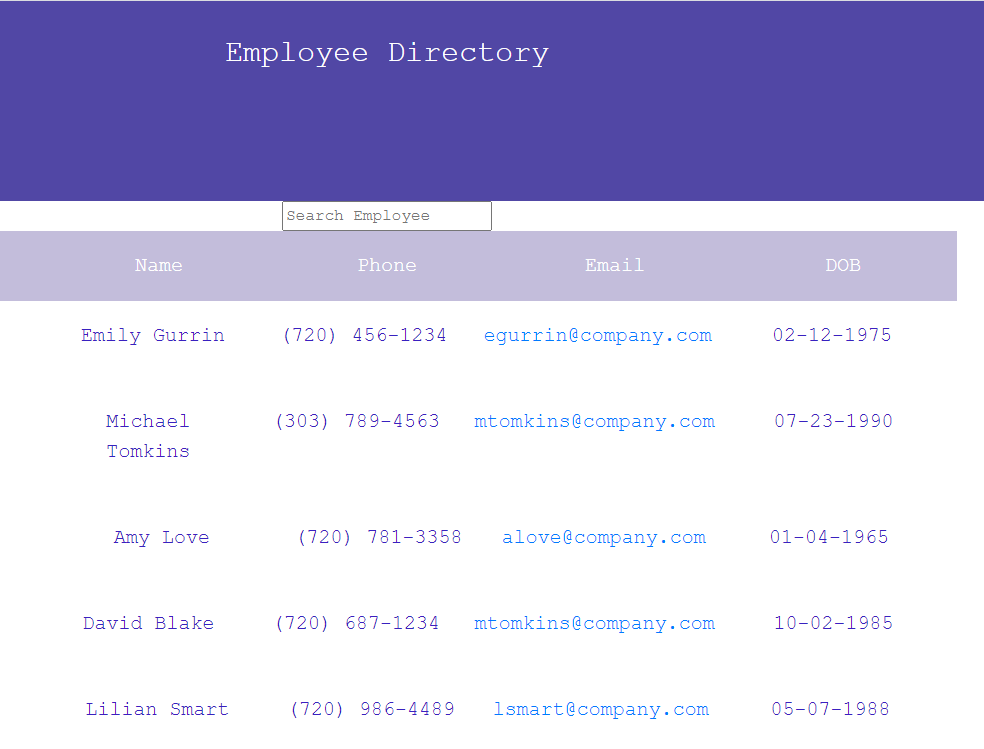 Employee Directory
Search Employee
Name Phone Email DOB
Emily Gurrin (720) 456-1234 egurrin@company.com 02-12-1975
Michael Tomkins (303) 789-4563 mtomkins@company.com 07-23-1990
Amy Love (720) 781-3358 alove@company.com 01-04-1965
David Blake (720) 687-1234 mtomkins@company.com 10-02-1985
Lilian Smart (720) 986-4489 lsmart@company.com 05-07-1988